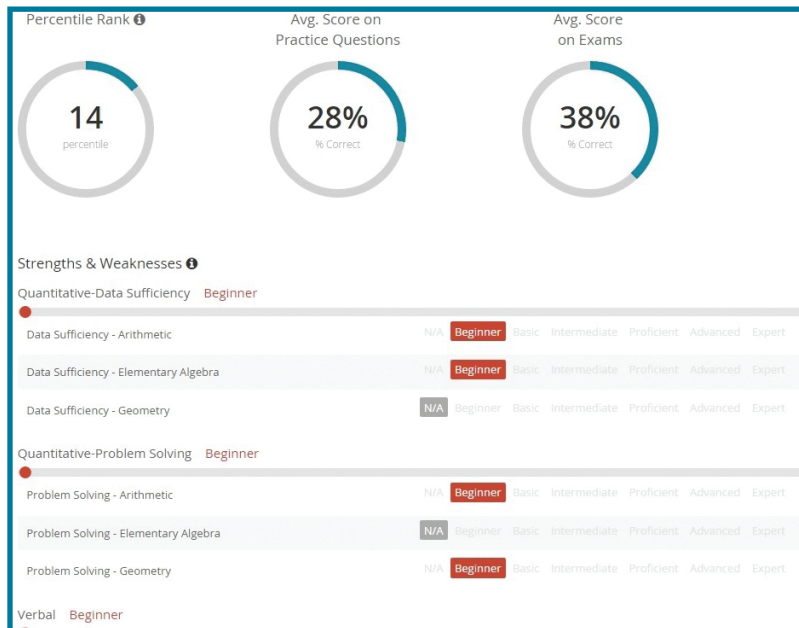 Percentile Rank
Avg. Score on
Practice Questions
Avg. Score
on Exams
14
percentile
28%
% Correct
38%
% Correct
Strengths & Weaknesses
Quantitative-Data Sufficiency Beginner
Data Sufficiency - Arithmetic N/A Beginner Basic Intermediate Proficient Advanced Expert
Data Sufficiency - Elementary Algebra N/A Beginner Basic Intermediate Proficient Advanced Expert
Data Sufficiency - Geometry N/A Beginner Basic Intermediate Proficient Advanced Expert
Quantitative-Problem Solving Beginner
Problem Solving - Arithmetic N/A Beginner Basic Intermediate Proficient Advanced Expert
Problem Solving - Elementary Algebra N/A Beginner Basic Intermediate Proficient Advanced Expert
Problem Solving - Geometry N/A Beginner Basic Intermediate Proficient Advanced Expert
Verbal Beginner